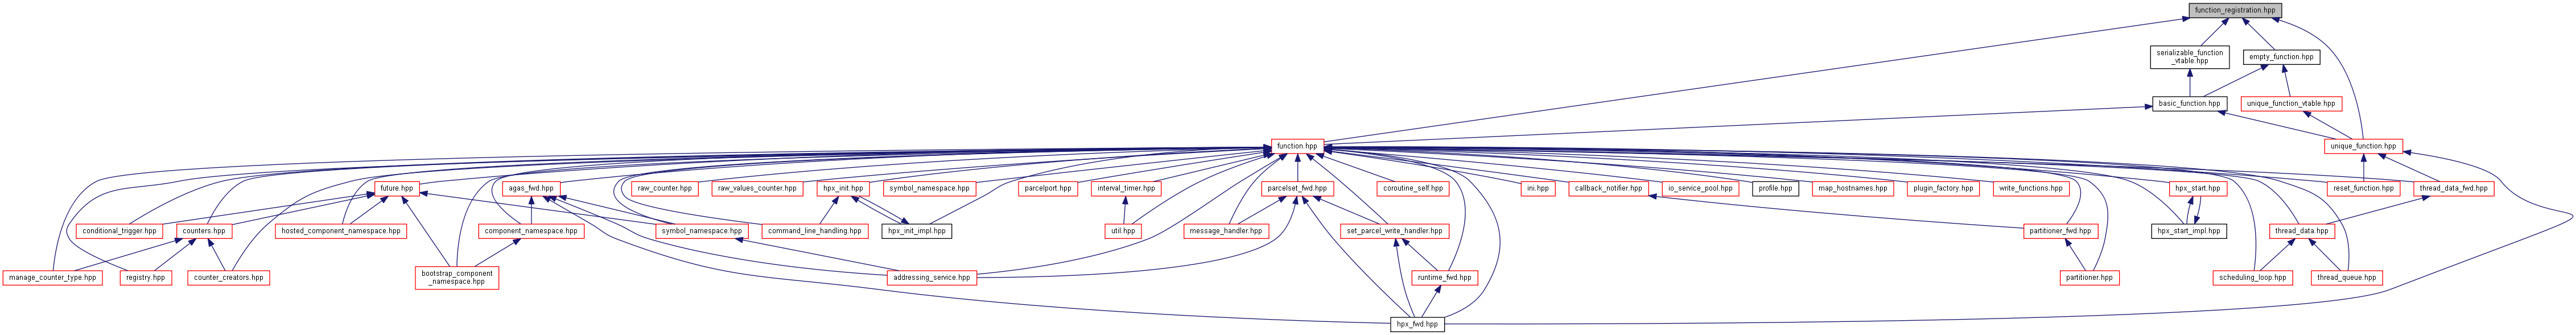 function_registration.hpp
serializable_function
_vtable.hpp
empty_function.hpp
basic_function.hpp
unique_function_vtable.hpp
function.hpp
unique_function.hpp
future.hpp
agas_fwd.hpp
raw_counter.hpp
raw_values_counter.hpp
hpx_init.hpp
symbol_namespace.hpp
parcelport.hpp
interval_timer.hpp
parcelset_fwd.hpp
coroutine_self.hpp
ini.hpp
callback_notifier.hpp
io_service_pool.hpp
profile.hpp
map_hostnames.hpp
plugin_factory.hpp
write_functions.hpp
hpx_start.hpp
reset_function.hpp
thread_data_fwd.hpp
conditional_trigger.hpp
counters.hpp
hosted_component_namespace.hpp
component_namespace.hpp
symbol_namespace.hpp
command_line_handling.hpp
hpx_init_impl.hpp
util.hpp
message_handler.hpp
set_parcel_write_handler.hpp
partitioner_fwd.hpp
hpx_start_impl.hpp
thread_data.hpp
manage_counter_type.hpp
registry.hpp
counter_creators.hpp
bootstrap_component
_namespace.hpp
addressing_service.hpp
runtime_fwd.hpp
partitioner.hpp
scheduling_loop.hpp
thread_queue.hpp
hpx_fwd.hpp